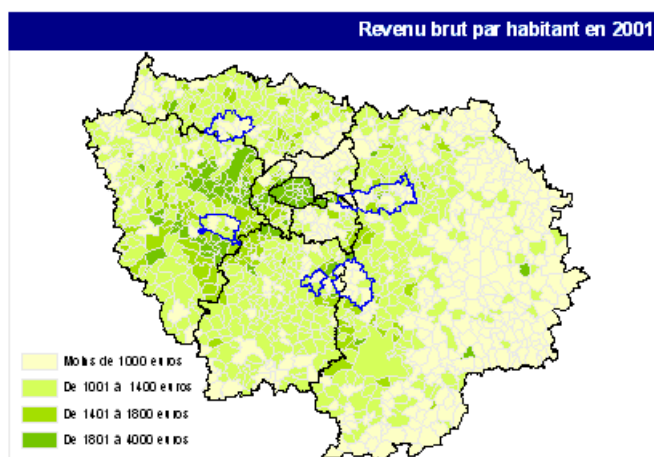 Revenu brut par habitant en 2001
Moins de 1000 euros
De 1001 à 1400 euros
De 1401 à 1800 euros
De 1801 à 4000 euros